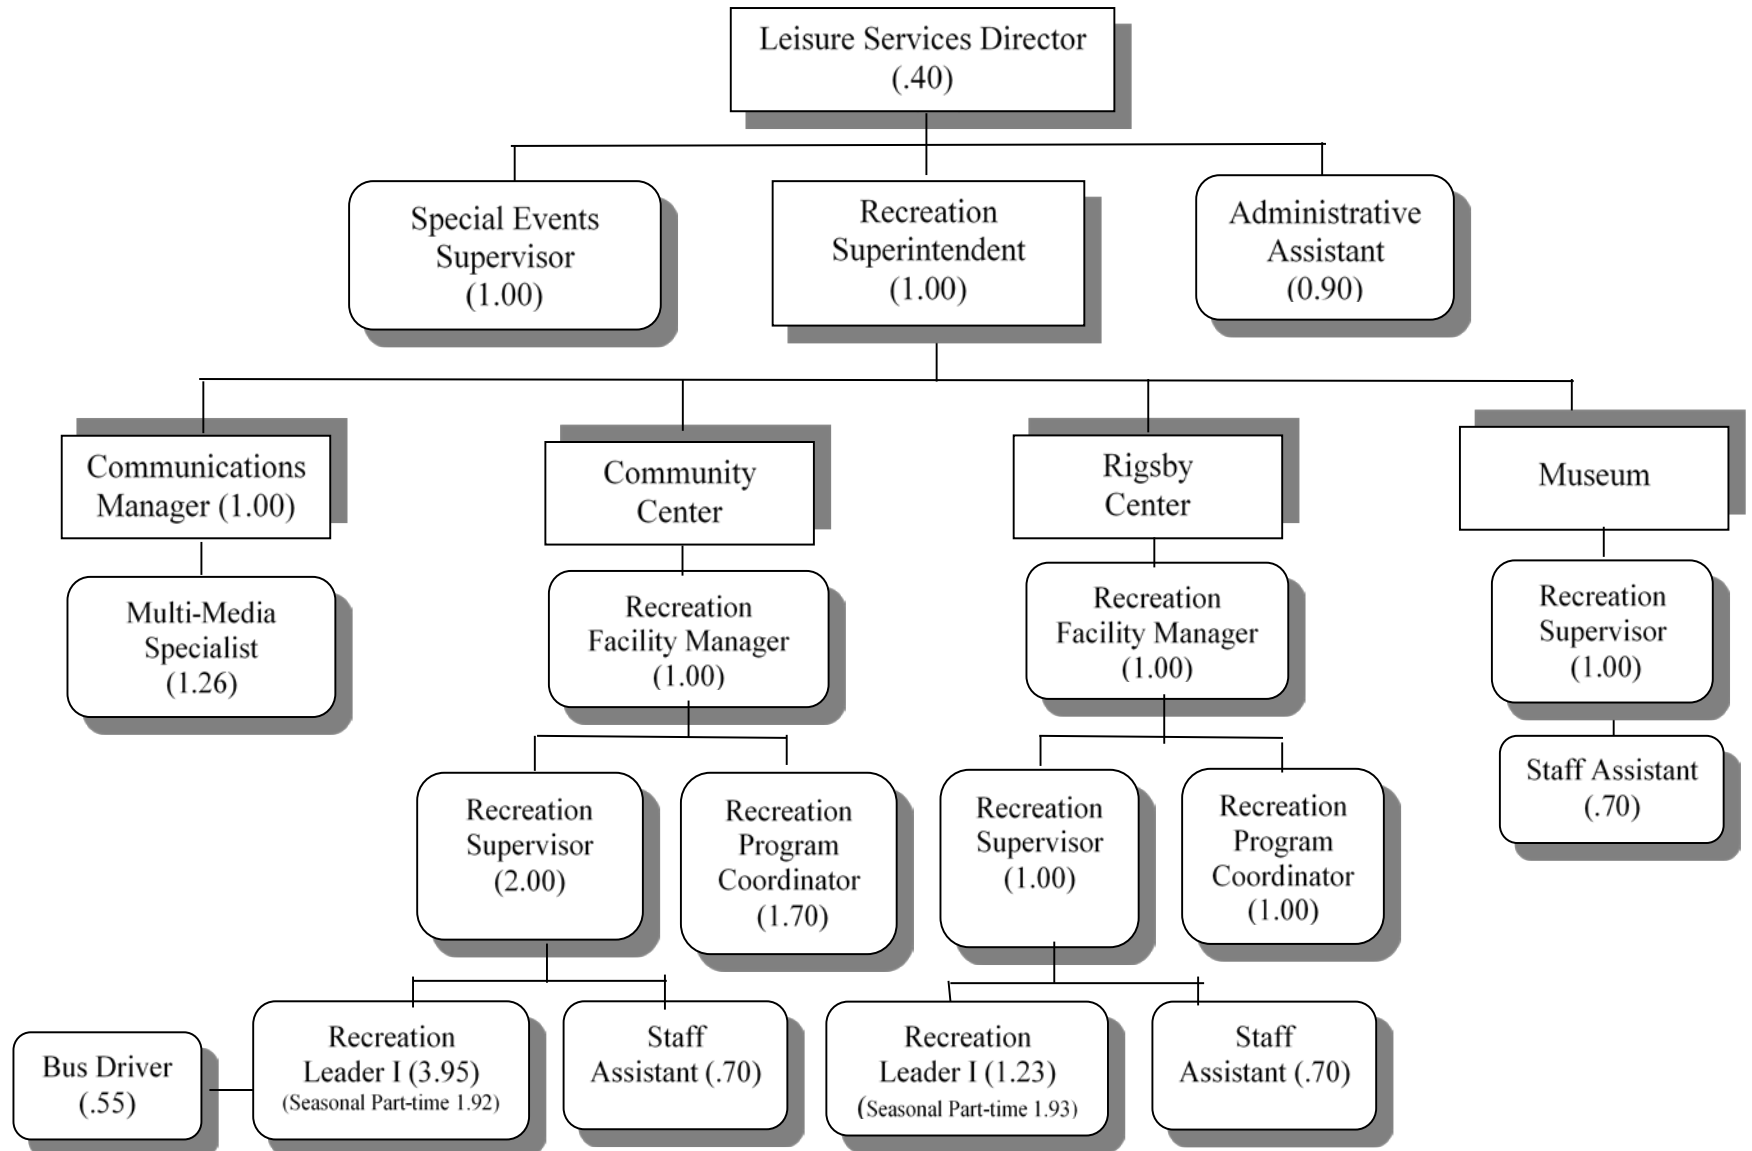 Leisure Services Director
(.40)
Special Events
Supervisor
(1.00)
Recreation
Superintendent
(1.00)
Administrative
Assistant
(0.90)
Communications
Manager (1.00)
Community
Center
Rigsby
Center
Museum
Multi-Media
Specialist
(1.26)
Recreation
Facility Manager
(1.00)
Recreation
Facility Manager
(1.00)
Recreation
Supervisor
(1.00)
Staff Assistant
(.70)
Recreation
Supervisor
(2.00)
Recreation
Program
Coordinator
(1.70)
Recreation
Supervisor
(1.00)
Recreation
Program
Coordinator
(1.00)
Bus Driver
(.55)
Recreation
Leader I (3.95)
(Seasonal Part-time 1.92)
Staff
Assistant (.70)
Recreation
Leader I (1.23)
(Seasonal Part-time 1.93)
Staff
Assistant (.70)